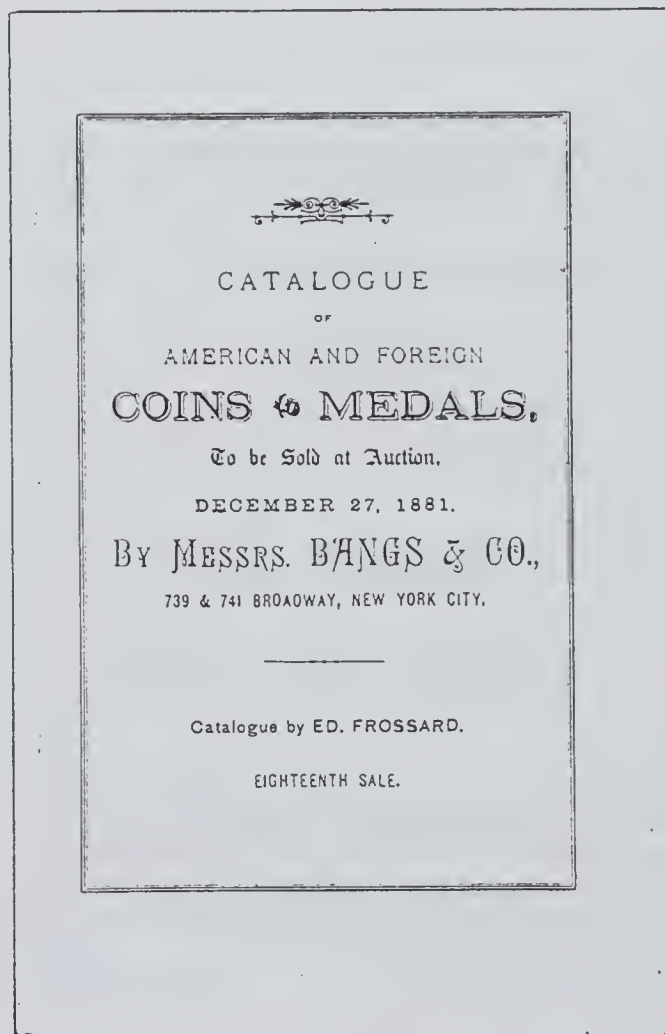 CATALOGUE
OF
AMERICAN AND FOREIGN
COINS & MEDALS,
To be Sold at Auction,
DECEMBER 27, 1881.
BY MESSRS. BANGS & CO.,
739 & 741 BROADWAY, NEW YORK CITY.
Catalogue by ED. FROSSARD.
EIGHTEENTH SALE.